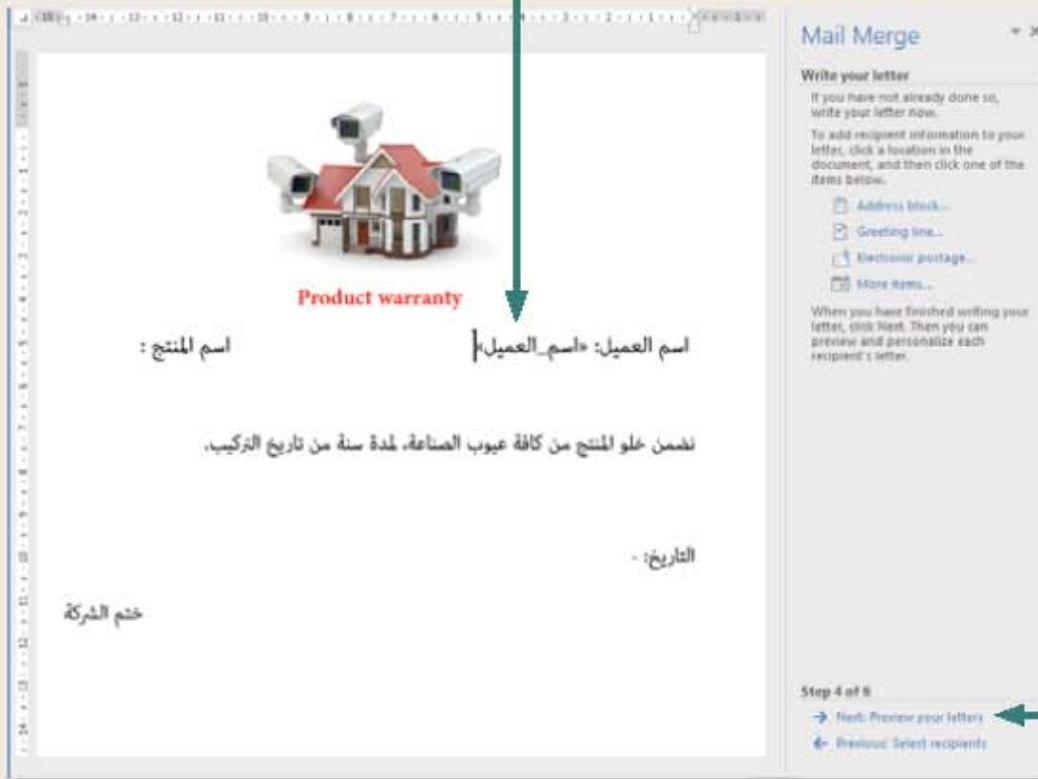 Mail Merge
Write your letter
If you have not already done so,
write your letter now.
To add recipient information to your
letter, click a location in the
document, and then click one of the
items below.
Address block...
Greeting line...
Electronic postage...
More items...
When you have finished writing your
letter, click Next. Then you can
preview and personalize each
recipient's letter.
Step 4 of 6
Next: Preview your letters
Previous: Select recipients
Product warranty
اسم العميل: «اسم_العميل» اسم المنتج :
نضمن خلو المنتج من كافة عيوب الصناعة، لمدة سنة من تاريخ التركيب.
التاريخ: -
ختم الشركة